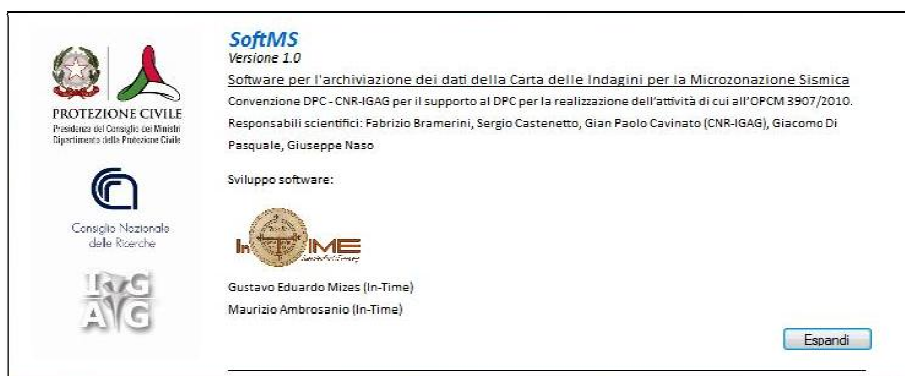 SoftMS
Versione 1.0
Software per l'archiviazione dei dati della Carta delle Indagini per la Microzonazione Sismica
Convenzione DPC - CNR-IGAG per il supporto al DPC per la realizzazione dell'attività di cui all'OPCM 3907/2010.
Responsabili scientifici: Fabrizio Bramerini, Sergio Castenetto, Gian Paolo Cavinato (CNR-IGAG), Giacomo Di
Pasquale, Giuseppe Naso
Sviluppo software:
In TIME
Gustavo Eduardo Mizes (In-Time)
Maurizio Ambrosanio (In-Time)
Espandi
PROTEZIONE CIVILE
Presidenza del Consiglio dei Ministri
Dipartimento della Protezione Civile
Consiglio Nazionale
delle Ricerche
I G
A G